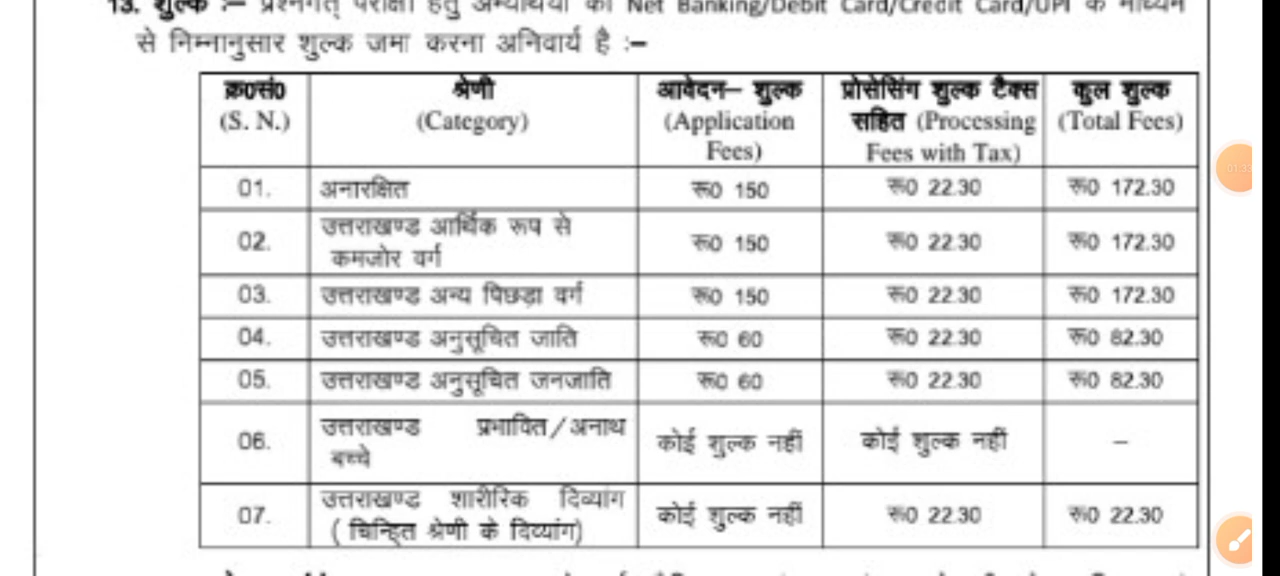 13. शुल्क :– प्रश्नगत् परीक्षा हेतु अभ्यर्थियों को Net Banking/Debit Card/Credit Card/UPI के माध्यम
से निम्नानुसार शुल्क जमा करना अनिवार्य है :–
क्र0सं0 (S. N.) श्रेणी (Category) आवेदन– शुल्क (Application Fees) प्रोसेसिंग शुल्क टैक्स सहित (Processing Fees with Tax) कुल शुल्क (Total Fees)
01. अनारक्षित रू0 150 रू0 22.30 रू0 172.30
02. उत्तराखण्ड आर्थिक रूप से कमजोर वर्ग रू0 150 रू0 22.30 रू0 172.30
03. उत्तराखण्ड अन्य पिछड़ा वर्ग रू0 150 रू0 22.30 रू0 172.30
04. उत्तराखण्ड अनुसूचित जाति रू0 60 रू0 22.30 रू0 82.30
05. उत्तराखण्ड अनुसूचित जनजाति रू0 60 रू0 22.30 रू0 82.30
06. उत्तराखण्ड प्रभावित/अनाथ बच्चे कोई शुल्क नहीं कोई शुल्क नहीं –
07. उत्तराखण्ड शारीरिक दिव्यांग (चिन्हित श्रेणी के दिव्यांग) कोई शुल्क नहीं रू0 22.30 रू0 22.30